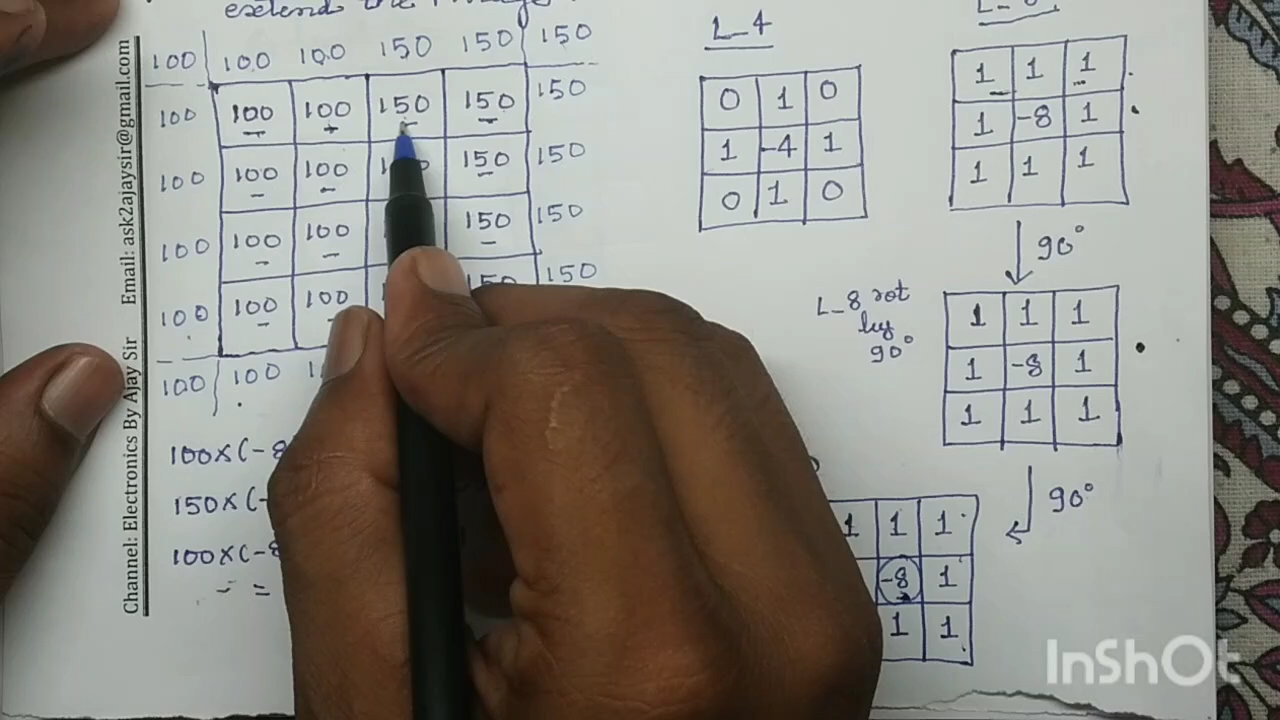 extend the
100 100 100 150 150 150
100 100 100 150 150 150
100 100 100 150 150
100 100 100 150 150
100 100 100 150
100 100
100×(-8
150×(-
100×(-8
- =
L_4
0 1 0
1 -4 1
0 1 0
1 1 1
1 -8 1
1 1 1
90°
L_8 rot
by
90°
1 1 1
1 -8 1
1 1 1
90°
1 1 1
-8 1
1 1
Channel: Electronics By Ajay Sir Email: ask2ajaysir@gmail.com
InShOt